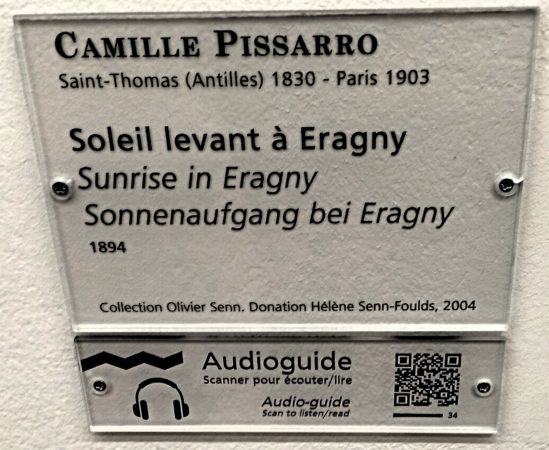 CAMILLE PISSARRO
Saint-Thomas (Antilles) 1830 - Paris 1903
Soleil levant à Eragny
Sunrise in Eragny
Sonnenaufgang bei Eragny
1894
Collection Olivier Senn. Donation Hélène Senn-Foulds, 2004
Audioguide
Scanner pour écouter/lire
Audio-guide
Scan to listen/read
34